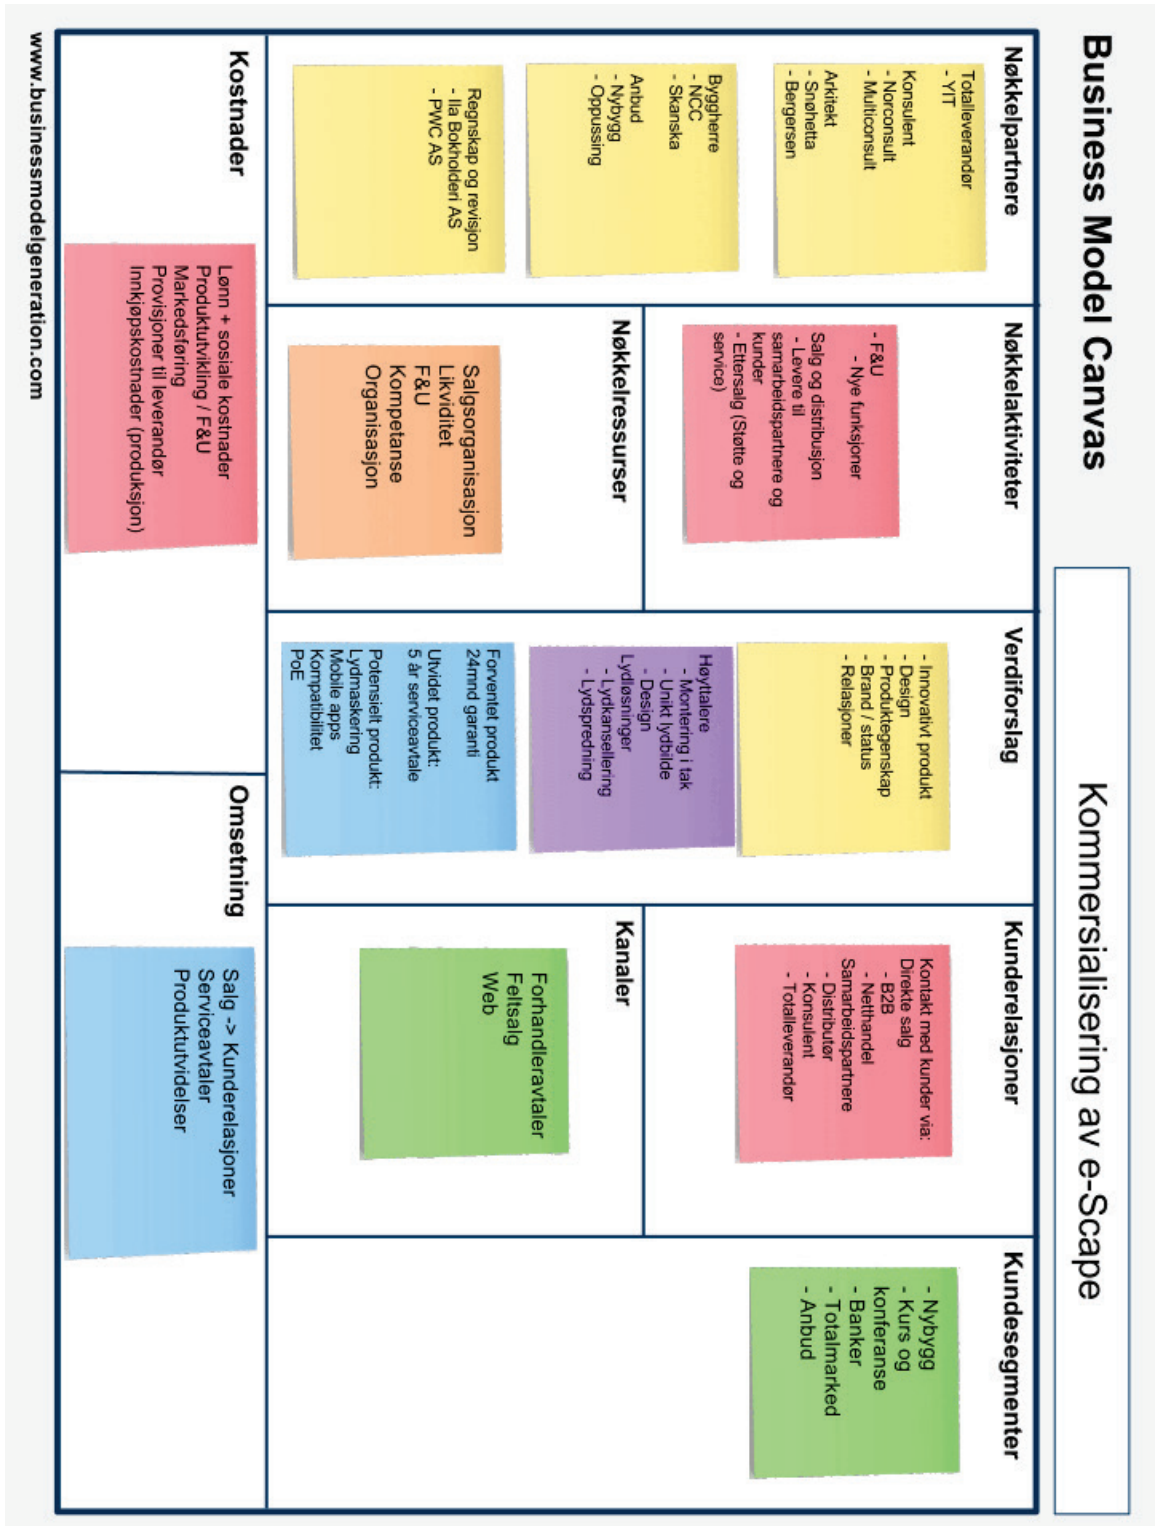 Business Model Canvas
Kommersialisering av e-Scape
Nøkkelpartnere
Totalleverandør
- YIT
Konsulent
- Norconsult
- Multiconsult
Arkitekt
- Snøhetta
- Bergersen
Byggherre
- NCC
- Skanska
Anbud
- Nybygg
- Oppussing
Regnskap og revisjon
- Ila Bokholderi AS
- PWC AS
Nøkkelaktiviteter
- F&U
- Nye funksjoner
Salg og distribusjon
- Levere til
samarbeidspartnere og
kunder
- Ettersalg (Støtte og
service)
Nøkkelressurser
Salgsorganisasjon
Likviditet
F&U
Kompetanse
Organisasjon
Verdiforslag
- Innovativt produkt
- Design
- Produktegenskap
- Brand / status
- Relasjoner
Høyttalere
- Montering i tak
- Unikt lydbilde
- Design
Lydløsninger
- Lydkansellering
- Lydspredning
Forventet produkt
24mnd garanti
Utvidet produkt:
5 år serviceavtale
Potensielt produkt:
Lydmaskering
Mobile apps
Kompatibilitet
PoE
Kunderelasjoner
Kontakt med kunder via:
Direkte salg
- B2B
- Netthandel
Samarbeidspartnere
- Distributør
- Konsulent
- Totalleverandør
Kanaler
Forhandleravtaler
Feltsalg
Web
Kundesegmenter
- Nybygg
- Kurs og
konferanse
- Banker
- Totalmarked
- Anbud
Kostnader
Lønn + sosiale kostnader
Produktutvikling / F&U
Markedsføring
Provisjoner til leverandør
Innkjøpskostnader (produksjon)
Omsetning
Salg -> Kunderelasjoner
Serviceavtaler
Produktutvidelser
www.businessmodelgeneration.com